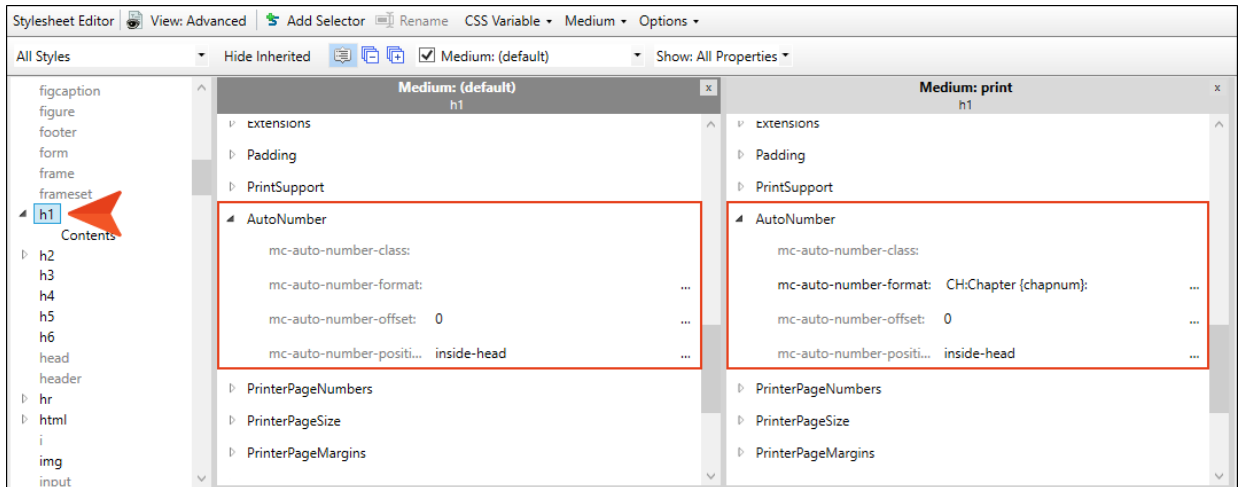 Stylesheet Editor View: Advanced Add Selector Rename CSS Variable Medium Options
All Styles Hide Inherited Medium: (default) Show: All Properties
figcaption
figure
footer
form
frame
frameset
h1
Contents
h2
h3
h4
h5
h6
head
header
hr
html
i
img
input
Medium: (default) x
h1
Extensions
Padding
PrintSupport
AutoNumber
mc-auto-number-class:
mc-auto-number-format: ...
mc-auto-number-offset: 0 ...
mc-auto-number-positi... inside-head ...
PrinterPageNumbers
PrinterPageSize
PrinterPageMargins
Medium: print x
h1
Extensions
Padding
PrintSupport
AutoNumber
mc-auto-number-class:
mc-auto-number-format: CH:Chapter {chapnum}: ...
mc-auto-number-offset: 0 ...
mc-auto-number-positi... inside-head ...
PrinterPageNumbers
PrinterPageSize
PrinterPageMargins